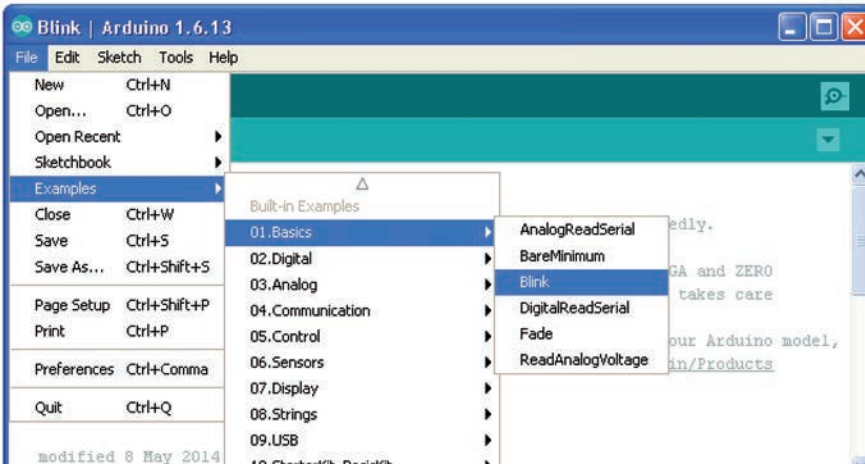 Blink | Arduino 1.6.13
File Edit Sketch Tools Help
New Ctrl+N
Open... Ctrl+O
Open Recent
Sketchbook
Examples
Close Ctrl+W
Save Ctrl+S
Save As... Ctrl+Shift+S
Page Setup Ctrl+Shift+P
Print Ctrl+P
Preferences Ctrl+Comma
Quit Ctrl+Q
Built-in Examples
01.Basics
02.Digital
03.Analog
04.Communication
05.Control
06.Sensors
07.Display
08.Strings
09.USB
AnalogReadSerial
BareMinimum
Blink
DigitalReadSerial
Fade
ReadAnalogVoltage
edly.
GA and ZERO
takes care
our Arduino model,
in/Products
modified 8 May 2014